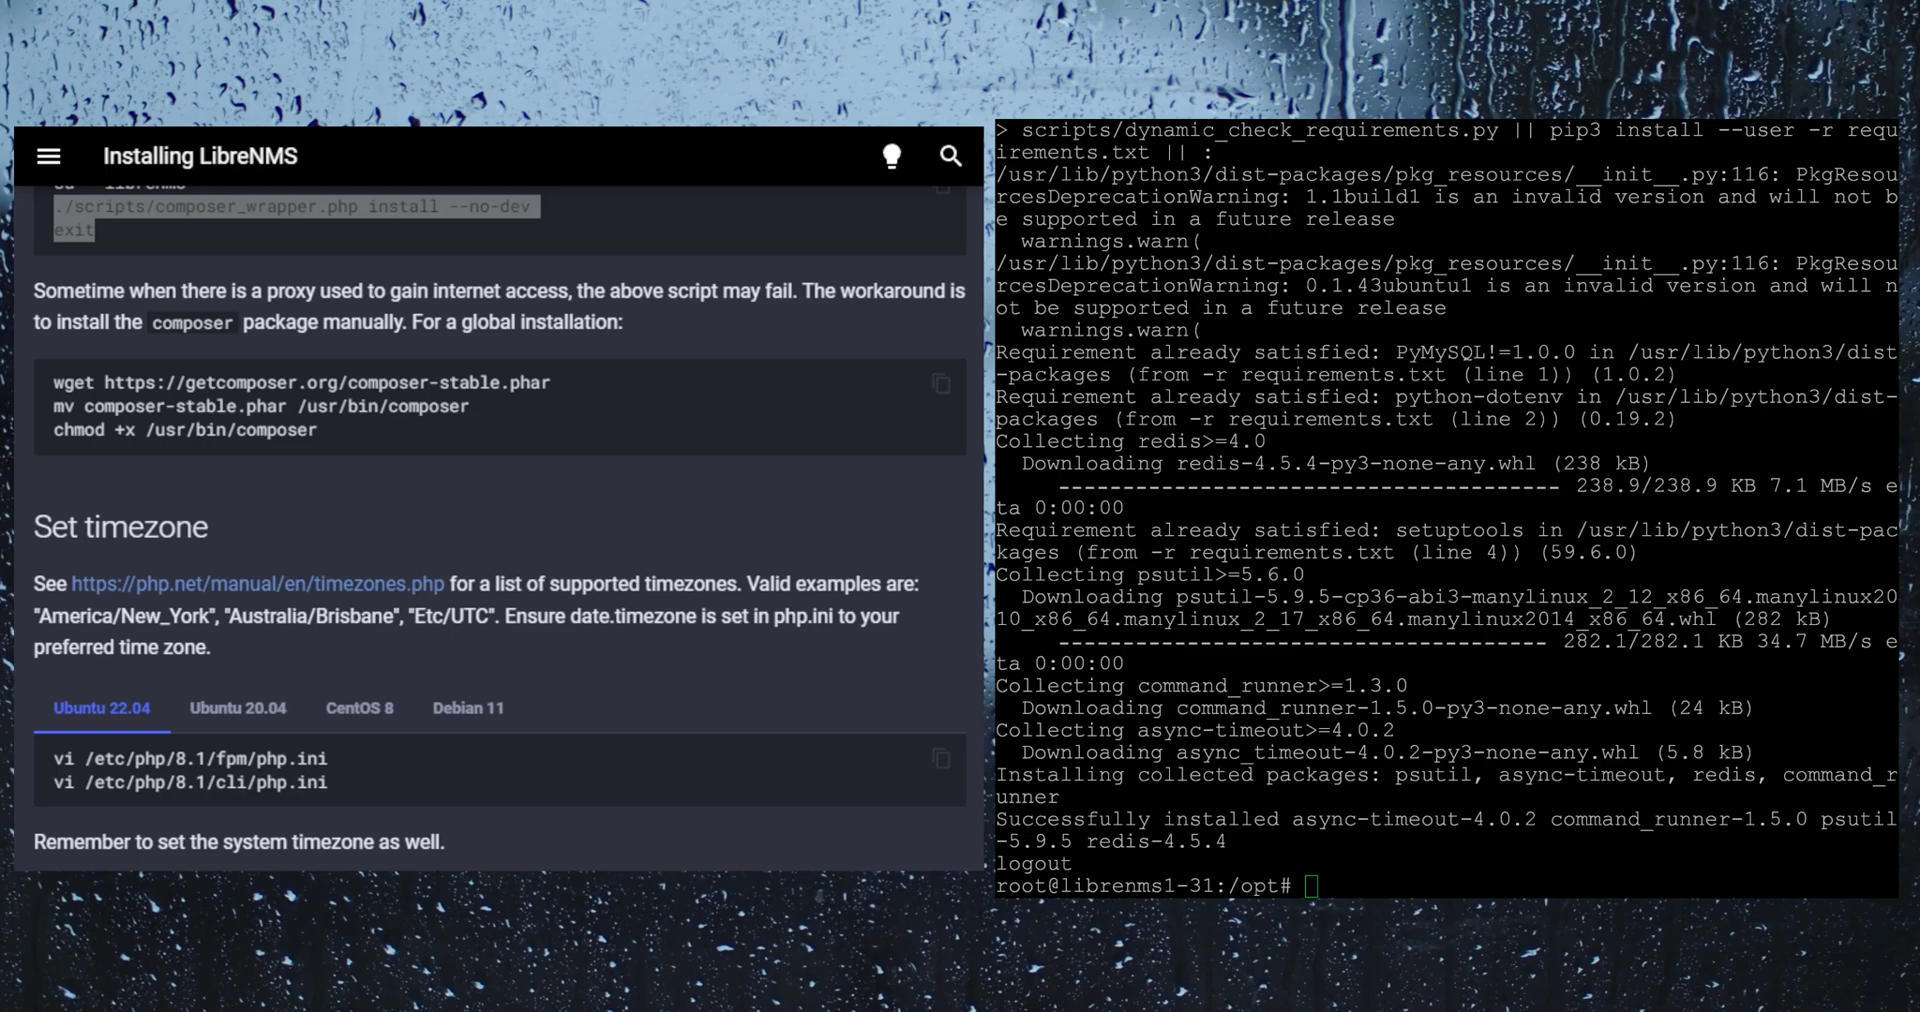 Installing LibreNMS
su - librenms
./scripts/composer_wrapper.php install --no-dev
exit
Sometime when there is a proxy used to gain internet access, the above script may fail. The workaround is
to install the composer package manually. For a global installation:
wget https://getcomposer.org/composer-stable.phar
mv composer-stable.phar /usr/bin/composer
chmod +x /usr/bin/composer
Set timezone
See https://php.net/manual/en/timezones.php for a list of supported timezones. Valid examples are:
"America/New_York", "Australia/Brisbane", "Etc/UTC". Ensure date.timezone is set in php.ini to your
preferred time zone.
Ubuntu 22.04 Ubuntu 20.04 CentOS 8 Debian 11
vi /etc/php/8.1/fpm/php.ini
vi /etc/php/8.1/cli/php.ini
Remember to set the system timezone as well.
> scripts/dynamic_check_requirements.py || pip3 install --user -r requ
irements.txt || :
/usr/lib/python3/dist-packages/pkg_resources/__init__.py:116: PkgResou
rcesDeprecationWarning: 1.1build1 is an invalid version and will not b
e supported in a future release
  warnings.warn(
/usr/lib/python3/dist-packages/pkg_resources/__init__.py:116: PkgResou
rcesDeprecationWarning: 0.1.43ubuntu1 is an invalid version and will n
ot be supported in a future release
  warnings.warn(
Requirement already satisfied: PyMySQL!=1.0.0 in /usr/lib/python3/dist
-packages (from -r requirements.txt (line 1)) (1.0.2)
Requirement already satisfied: python-dotenv in /usr/lib/python3/dist-
packages (from -r requirements.txt (line 2)) (0.19.2)
Collecting redis>=4.0
  Downloading redis-4.5.4-py3-none-any.whl (238 kB)
     --------------------------------------- 238.9/238.9 KB 7.1 MB/s e
ta 0:00:00
Requirement already satisfied: setuptools in /usr/lib/python3/dist-pac
kages (from -r requirements.txt (line 4)) (59.6.0)
Collecting psutil>=5.6.0
  Downloading psutil-5.9.5-cp36-abi3-manylinux_2_12_x86_64.manylinux20
10_x86_64.manylinux_2_17_x86_64.manylinux2014_x86_64.whl (282 kB)
     -------------------------------------- 282.1/282.1 KB 34.7 MB/s e
ta 0:00:00
Collecting command_runner>=1.3.0
  Downloading command_runner-1.5.0-py3-none-any.whl (24 kB)
Collecting async-timeout>=4.0.2
  Downloading async_timeout-4.0.2-py3-none-any.whl (5.8 kB)
Installing collected packages: psutil, async-timeout, redis, command_r
unner
Successfully installed async-timeout-4.0.2 command_runner-1.5.0 psutil
-5.9.5 redis-4.5.4
logout
root@librenms1-31:/opt#